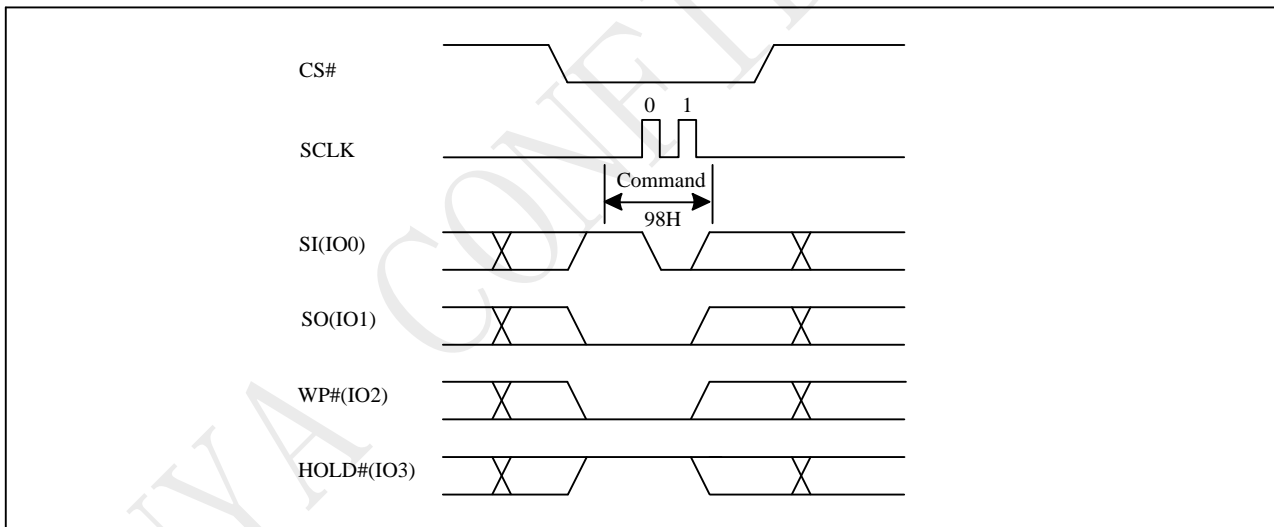 CS#
0 1
SCLK
Command
98H
SI(IO0)
SO(IO1)
WP#(IO2)
HOLD#(IO3)